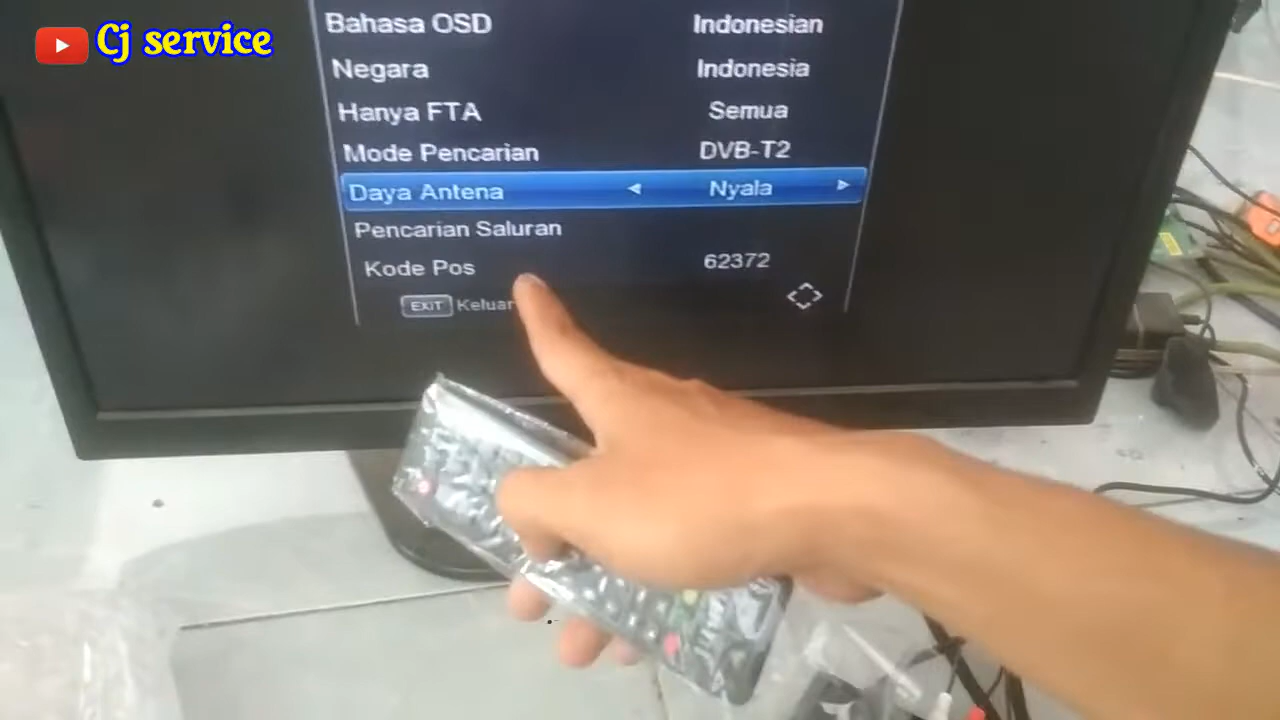 Cj service
Bahasa OSD Indonesian
Negara Indonesia
Hanya FTA Semua
Mode Pencarian DVB-T2
Daya Antena Nyala
Pencarian Saluran
Kode Pos 62372
EXIT Keluar